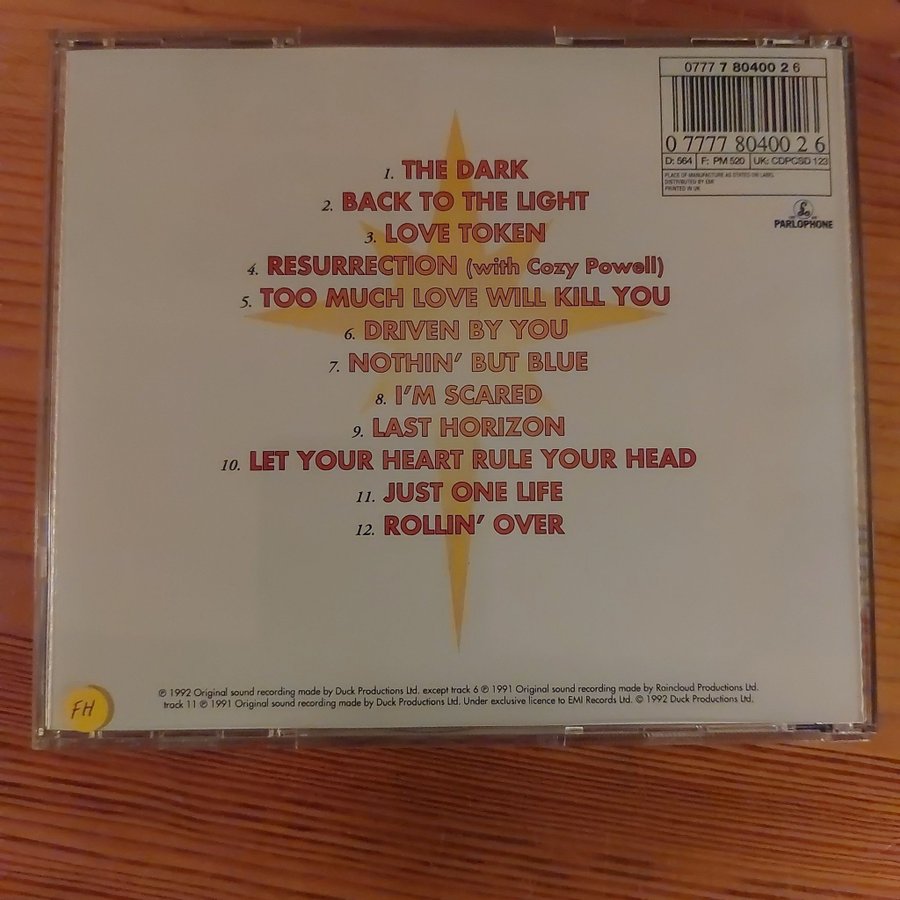 0777 7 80400 2 6
0 7777 80400 2 6
D: 564 F: PM 520 UK: CDPCSD 123
PLACE OF MANUFACTURE AS STATED ON LABEL
DISTRIBUTED BY EMI
PRINTED IN UK
PARLOPHONE
1. THE DARK
2. BACK TO THE LIGHT
3. LOVE TOKEN
4. RESURRECTION (with Cozy Powell)
5. TOO MUCH LOVE WILL KILL YOU
6. DRIVEN BY YOU
7. NOTHIN' BUT BLUE
8. I'M SCARED
9. LAST HORIZON
10. LET YOUR HEART RULE YOUR HEAD
11. JUST ONE LIFE
12. ROLLIN' OVER
℗ 1992 Original sound recording made by Duck Productions Ltd. except track 6 ℗ 1991 Original sound recording made by Raincloud Productions Ltd.
track 11 ℗ 1991 Original sound recording made by Duck Productions Ltd. Under exclusive licence to EMI Records Ltd. © 1992 Duck Productions Ltd.
FH